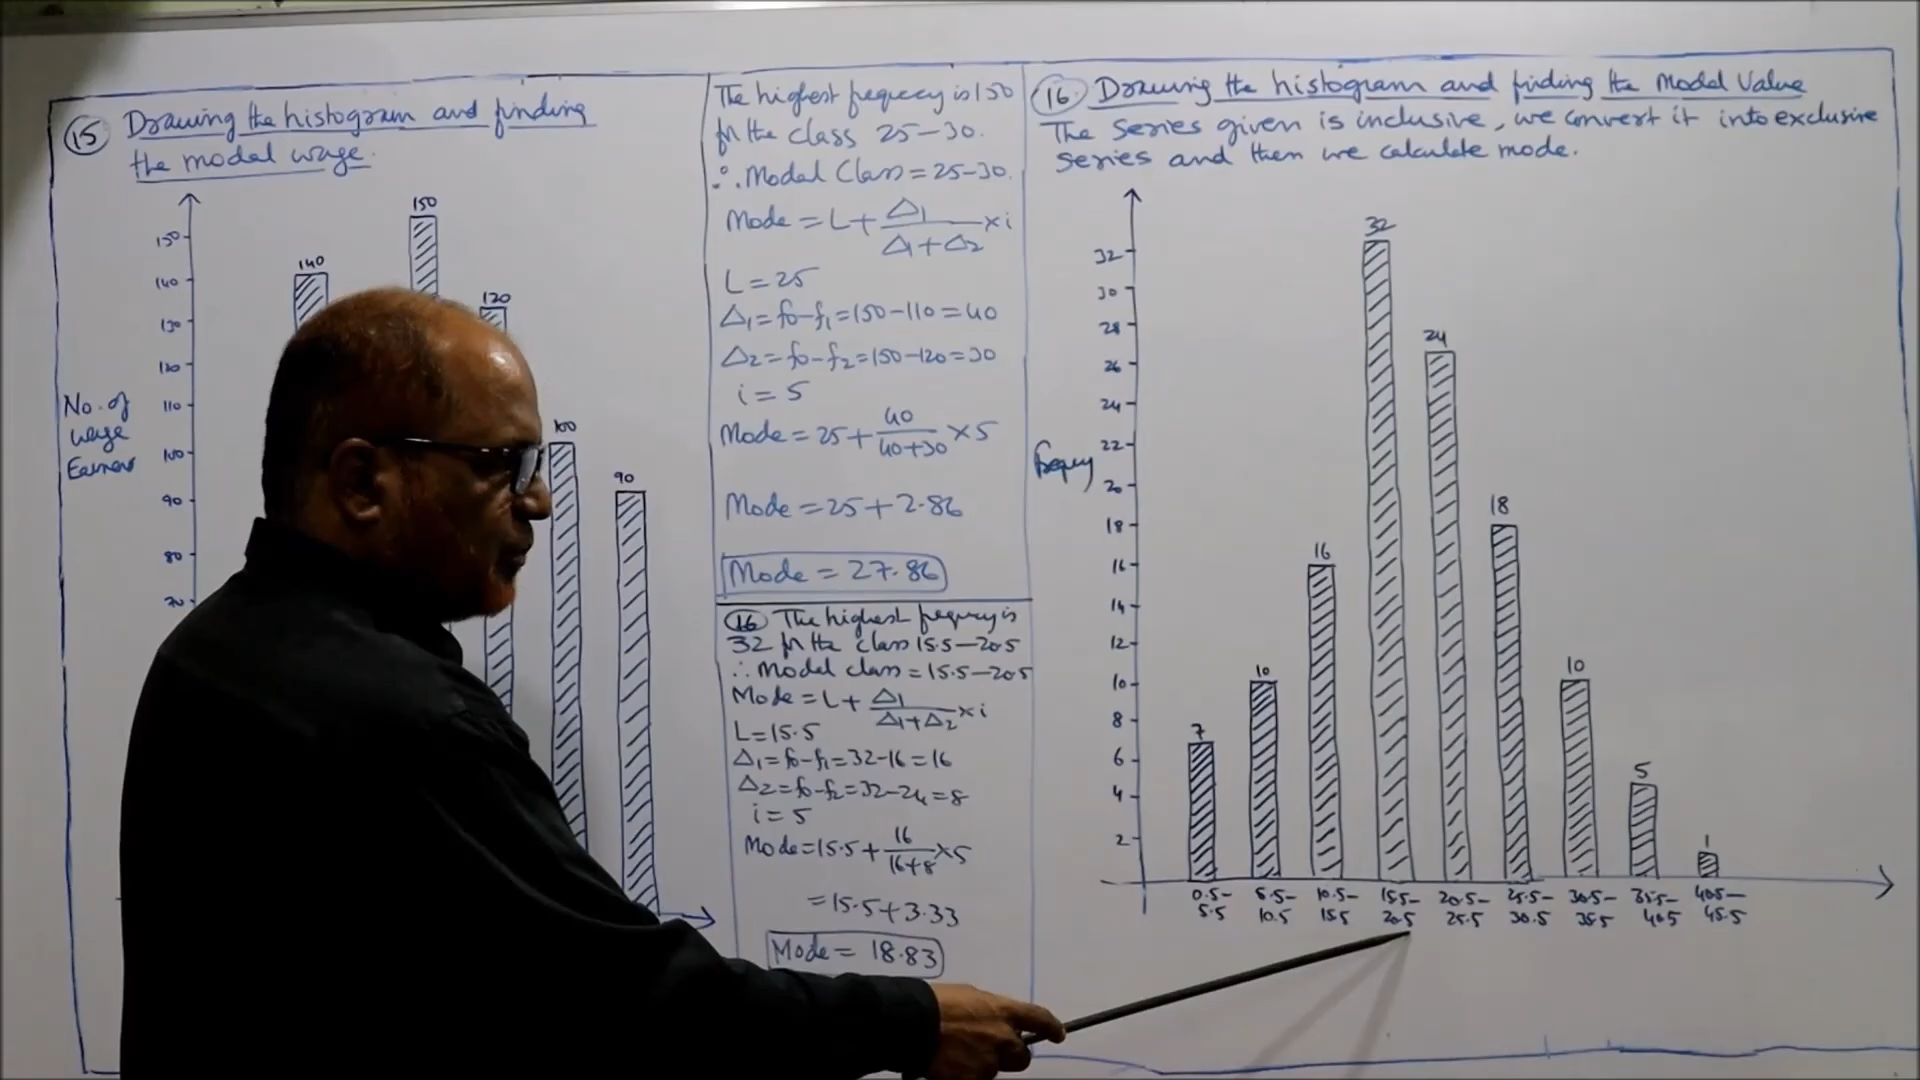 15 Drawing the histogram and finding
the modal wage.
150
140
150
120
100
90
150
140
130
120
110
100
90
80
70
No. of
wage
Earners
The highest frequecy is 150
for the class 25-30.
∴ Modal Class = 25-30.
Mode = L + Δ1 / Δ1+Δ2 × i
L = 25
Δ1 = f0-f1 = 150-110 = 40
Δ2 = f0-f2 = 150-120 = 30
i = 5
Mode = 25 + 40 / 40+30 × 5
Mode = 25 + 2.86
Mode = 27.86
16 The highest frequecy is
32 for the class 15.5-20.5
∴ Model class = 15.5-20.5
Mode = L + Δ1 / Δ1+Δ2 × i
L = 15.5
Δ1 = f0-f1 = 32-16 = 16
Δ2 = f0-f2 = 32-24 = 8
i = 5
Mode = 15.5 + 16 / 16+8 × 5
= 15.5 + 3.33
Mode = 18.83
16. Drawing the histogram and finding the Model Value
The series given is inclusive, we convert it into exclusive
series and then we calculate mode.
32
30
28
26
24
22
20
18
16
14
12
10
8
6
4
2
7
10
16
32
24
18
10
5
1
0.5- 5.5- 10.5- 15.5- 20.5- 25.5- 30.5- 35.5- 40.5-
5.5 10.5 15.5 20.5 25.5 30.5 35.5 40.5 45.5